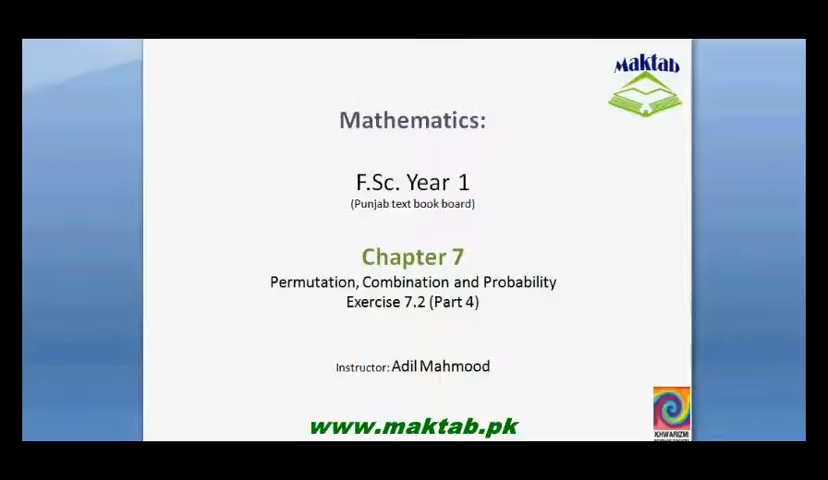 Maktab
Mathematics:
F.Sc. Year 1
(Punjab text book board)
Chapter 7
Permutation, Combination and Probability
Exercise 7.2 (Part 4)
Instructor: Adil Mahmood
www.maktab.pk
KHWARIZMI